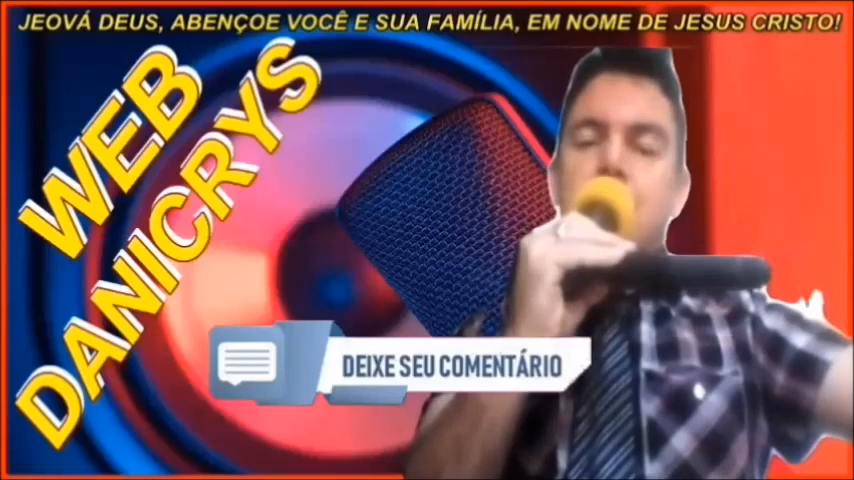 JEOVÁ DEUS, ABENÇOE VOCÊ E SUA FAMÍLIA, EM NOME DE JESUS CRISTO!
WEB
DANICRYS
DEIXE SEU COMENTÁRIO